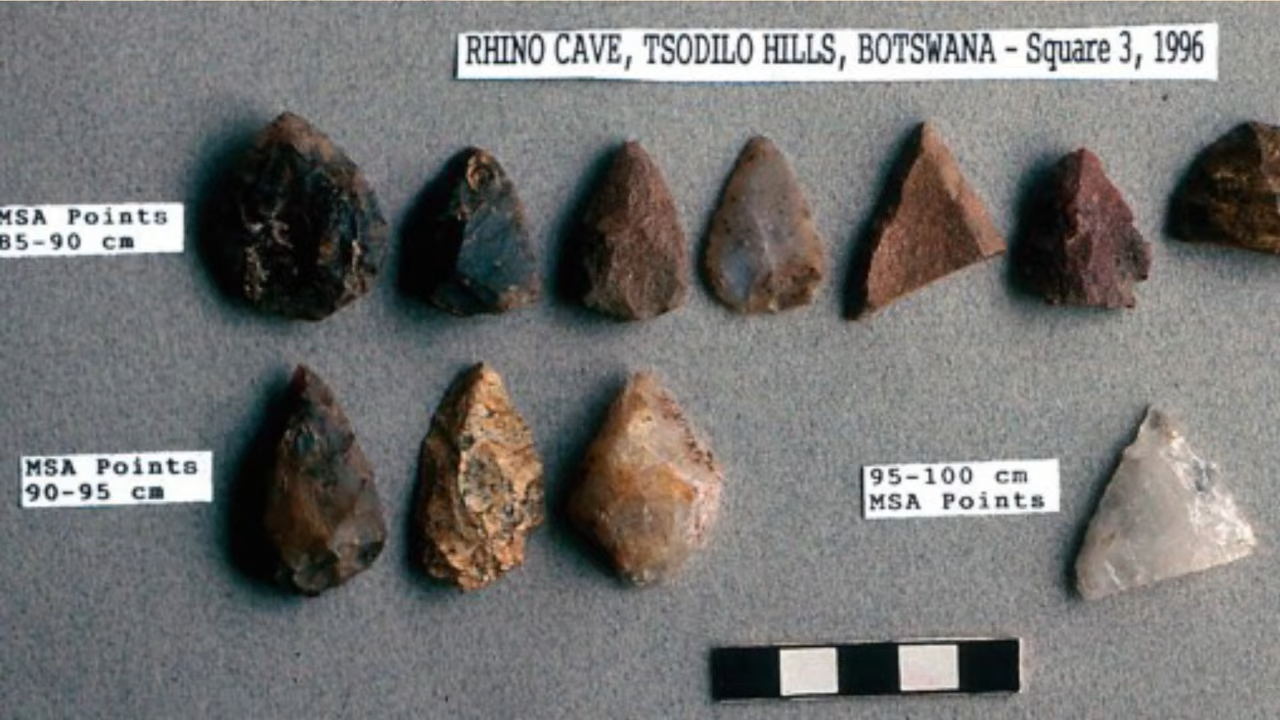 RHINO CAVE, TSODILO HILLS, BOTSWANA - Square 3, 1996
MSA Points
85-90 cm
MSA Points
90-95 cm
95-100 cm
MSA Points